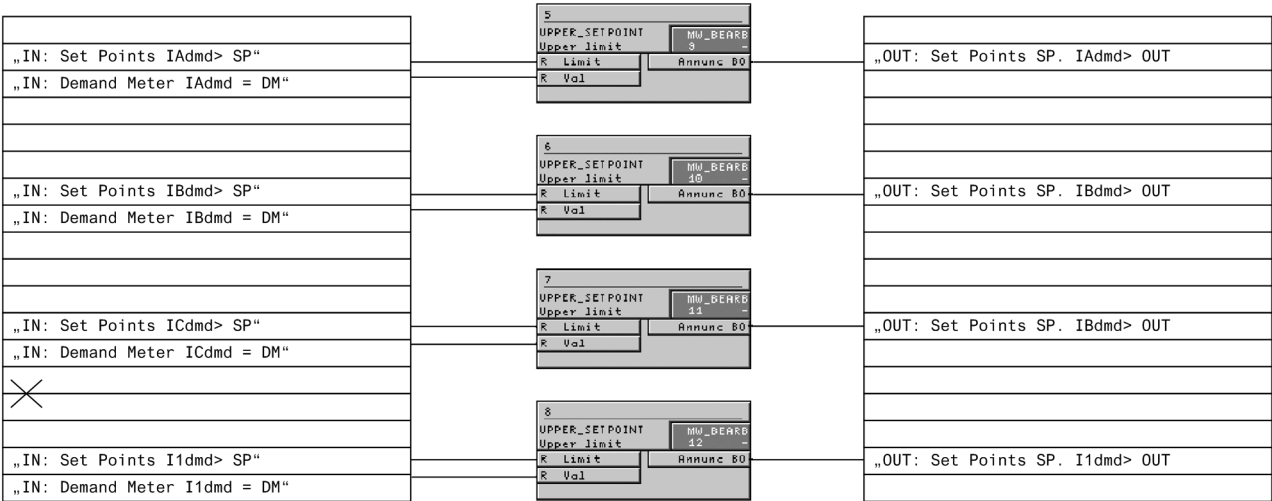 5
UPPER_SETPOINT MW_BEARB
Upper limit 9 -
„IN: Set Points IAdmd> SP“ R Limit Annunc BO „OUT: Set Points SP. IAdmd> OUT
„IN: Demand Meter IAdmd = DM“ R Val
6
UPPER_SETPOINT MW_BEARB
Upper limit 10 -
„IN: Set Points IBdmd> SP“ R Limit Annunc BO „OUT: Set Points SP. IBdmd> OUT
„IN: Demand Meter IBdmd = DM“ R Val
7
UPPER_SETPOINT MW_BEARB
Upper limit 11 -
„IN: Set Points ICdmd> SP“ R Limit Annunc BO „OUT: Set Points SP. IBdmd> OUT
„IN: Demand Meter ICdmd = DM“ R Val
8
UPPER_SETPOINT MW_BEARB
Upper limit 12 -
„IN: Set Points I1dmd> SP“ R Limit Annunc BO „OUT: Set Points SP. I1dmd> OUT
„IN: Demand Meter I1dmd = DM“ R Val